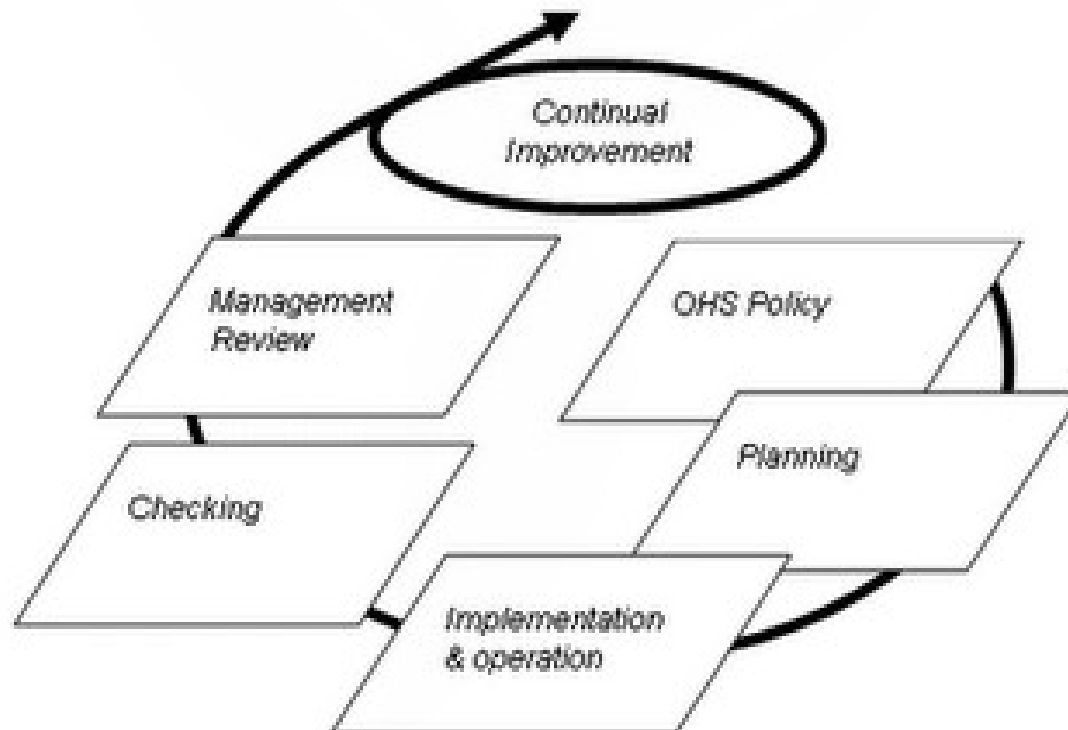 Continual
Improvement
Management
Review
OHS Policy
Checking
Planning
Implementation
& operation